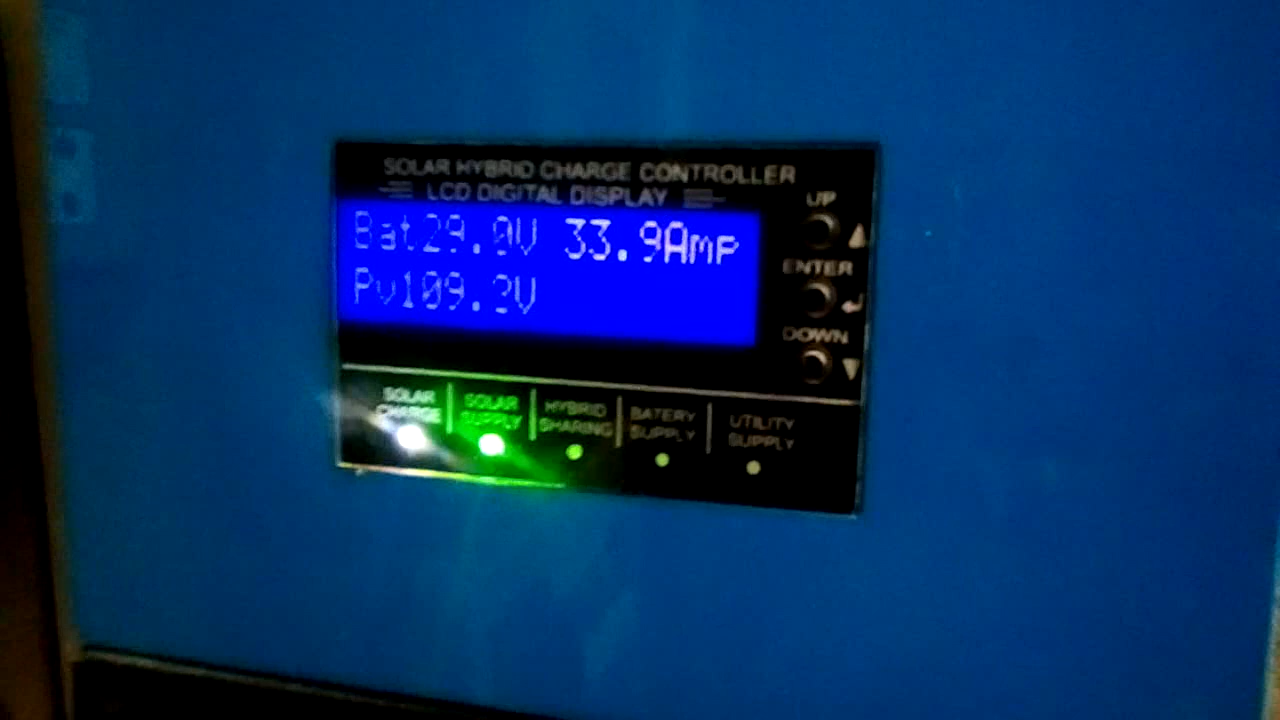 SOLAR HYBRID CHARGE CONTROLLER
LCD DIGITAL DISPLAY
Bat29.0V 33.9Amp
Pv109.2V
UP
ENTER
DOWN
SOLAR CHARGE
SOLAR SUPPLY
HYBRID SHARING
BATERY SUPPLY
UTILITY SUPPLY